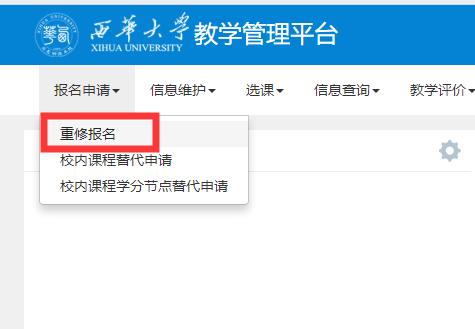 西华大学
XIHUA UNIVERSITY
教学管理平台
报名申请 信息维护 选课 信息查询 教学评价
重修报名
校内课程替代申请
校内课程学分节点替代申请